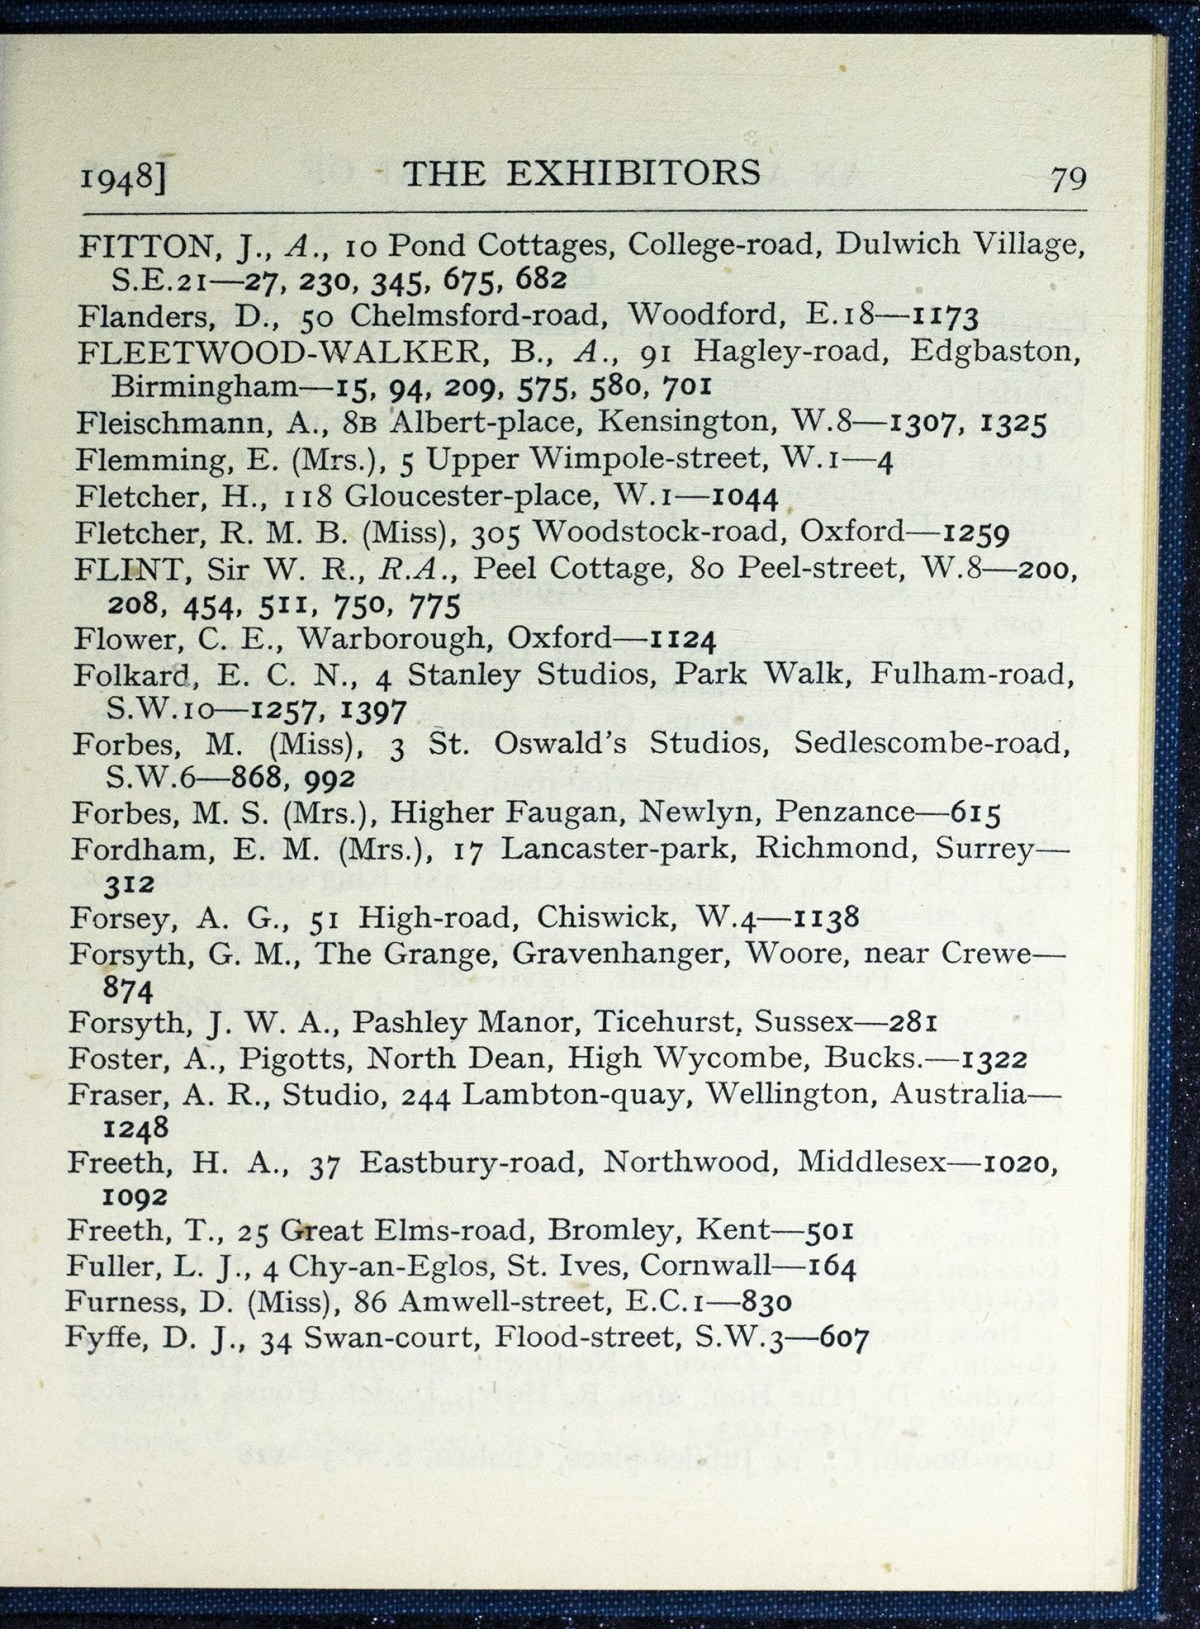 1948] THE EXHIBITORS 79
FITTON, J., A., 10 Pond Cottages, College-road, Dulwich Village,
S.E.21—27, 230, 345, 675, 682
Flanders, D., 50 Chelmsford-road, Woodford, E.18—1173
FLEETWOOD-WALKER, B., A., 91 Hagley-road, Edgbaston,
Birmingham—15, 94, 209, 575, 580, 701
Fleischmann, A., 8B Albert-place, Kensington, W.8—1307, 1325
Flemming, E. (Mrs.), 5 Upper Wimpole-street, W.1—4
Fletcher, H., 118 Gloucester-place, W.1—1044
Fletcher, R. M. B. (Miss), 305 Woodstock-road, Oxford—1259
FLINT, Sir W. R., R.A., Peel Cottage, 80 Peel-street, W.8—200,
208, 454, 511, 750, 775
Flower, C. E., Warborough, Oxford—1124
Folkard, E. C. N., 4 Stanley Studios, Park Walk, Fulham-road,
S.W.10—1257, 1397
Forbes, M. (Miss), 3 St. Oswald's Studios, Sedlescombe-road,
S.W.6—868, 992
Forbes, M. S. (Mrs.), Higher Faugan, Newlyn, Penzance—615
Fordham, E. M. (Mrs.), 17 Lancaster-park, Richmond, Surrey—
312
Forsey, A. G., 51 High-road, Chiswick, W.4—1138
Forsyth, G. M., The Grange, Gravenhanger, Woore, near Crewe—
874
Forsyth, J. W. A., Pashley Manor, Ticehurst, Sussex—281
Foster, A., Pigotts, North Dean, High Wycombe, Bucks.—1322
Fraser, A. R., Studio, 244 Lambton-quay, Wellington, Australia—
1248
Freeth, H. A., 37 Eastbury-road, Northwood, Middlesex—1020,
1092
Freeth, T., 25 Great Elms-road, Bromley, Kent—501
Fuller, L. J., 4 Chy-an-Eglos, St. Ives, Cornwall—164
Furness, D. (Miss), 86 Amwell-street, E.C.1—830
Fyffe, D. J., 34 Swan-court, Flood-street, S.W.3—607